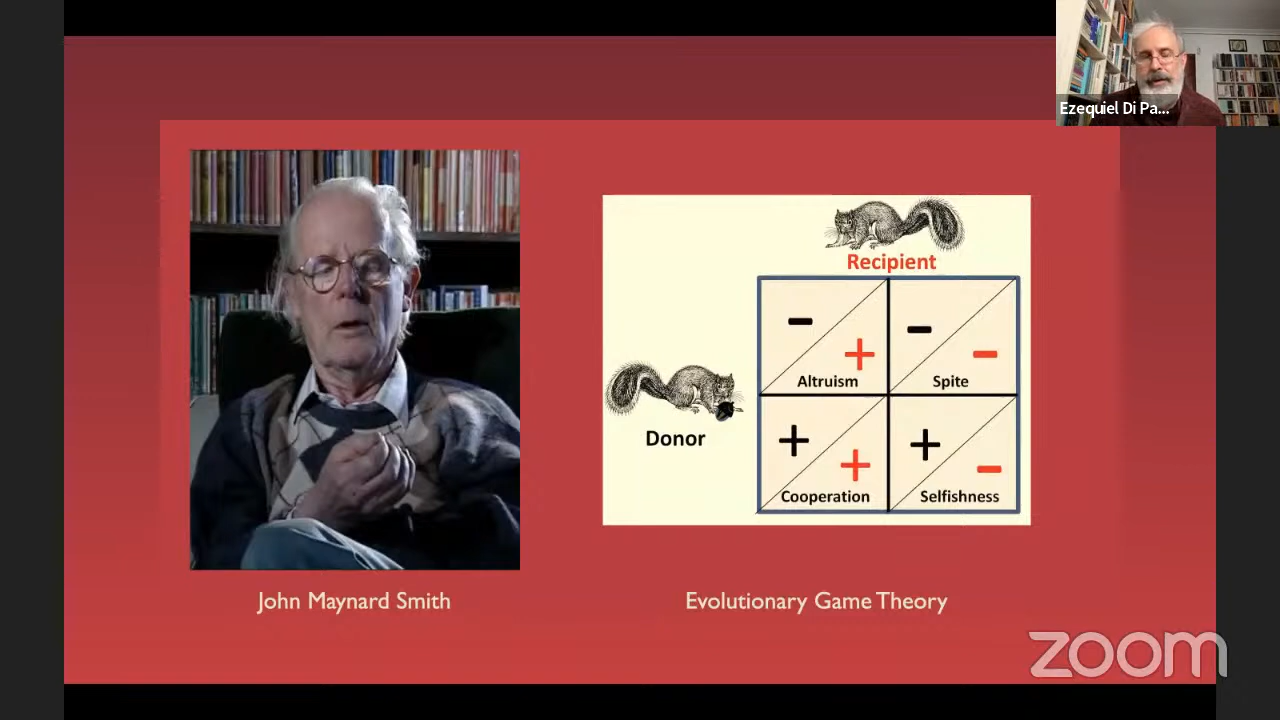 Ezequiel Di Pa...
Recipient
Altruism
Spite
Donor
Cooperation
Selfishness
John Maynard Smith
Evolutionary Game Theory
zoom